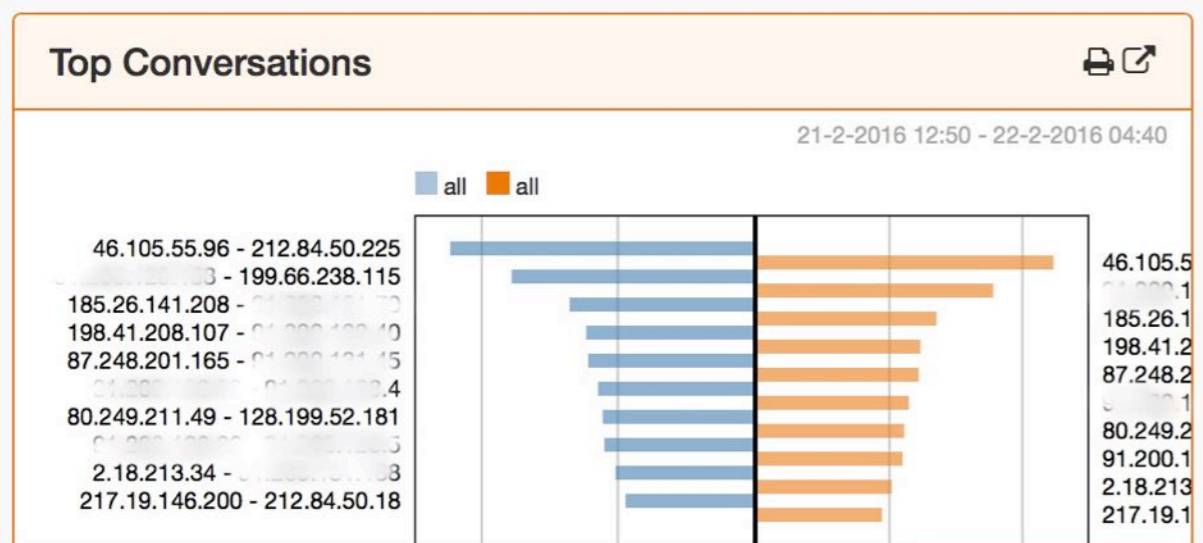 Top Conversations
21-2-2016 12:50 - 22-2-2016 04:40
all all
46.105.55.96 - 212.84.50.225
- 199.66.238.115
185.26.141.208 -
198.41.208.107 -
87.248.201.165 -
80.249.211.49 - 128.199.52.181
2.18.213.34 -
217.19.146.200 - 212.84.50.18
46.105.5
185.26.1
198.41.2
87.248.2
80.249.2
91.200.1
2.18.213
217.19.1